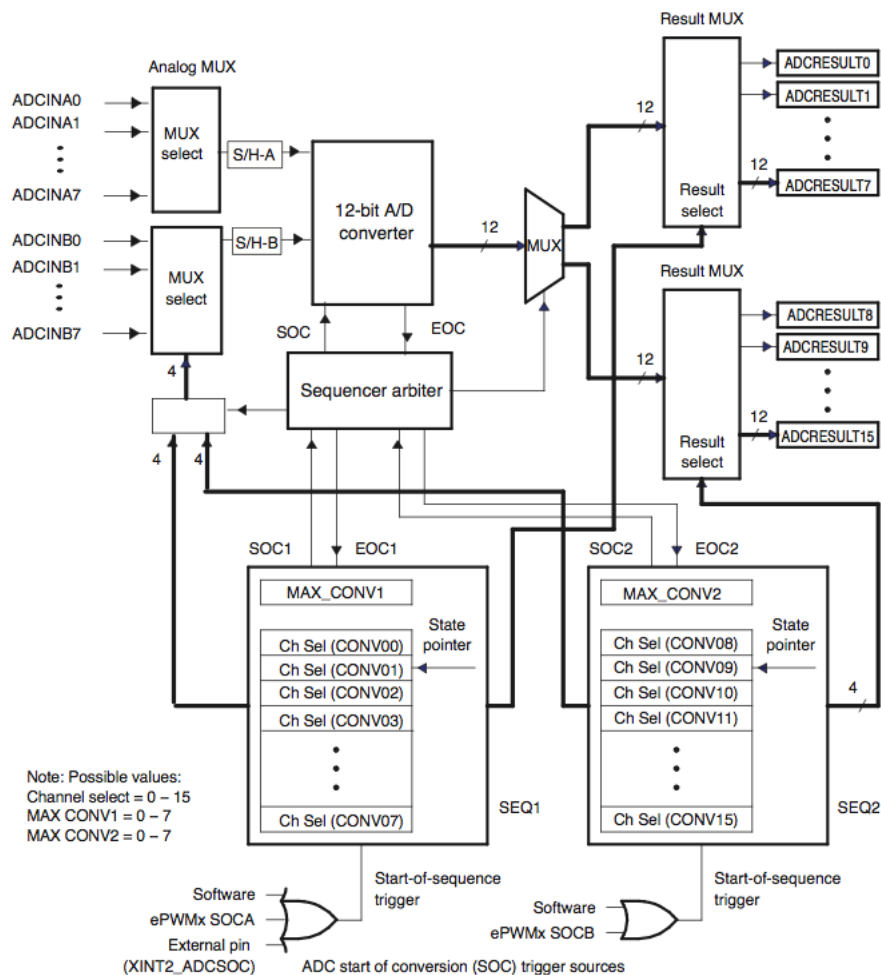 Result MUX
Analog MUX
ADCINA0
ADCINA1
ADCINA7
MUX
select
S/H-A
ADCINB0
ADCINB1
ADCINB7
MUX
select
S/H-B
12-bit A/D
converter
12
MUX
12
Result
select
ADCRESULT0
ADCRESULT1
12
ADCRESULT7
Result MUX
12
Result
select
ADCRESULT8
ADCRESULT9
12
ADCRESULT15
SOC
EOC
4
Sequencer arbiter
4
4
SOC1
EOC1
SOC2
EOC2
MAX_CONV1
State
pointer
Ch Sel (CONV00)
Ch Sel (CONV01)
Ch Sel (CONV02)
Ch Sel (CONV03)
Ch Sel (CONV07)
SEQ1
MAX_CONV2
State
pointer
Ch Sel (CONV08)
Ch Sel (CONV09)
Ch Sel (CONV10)
Ch Sel (CONV11)
Ch Sel (CONV15)
4
SEQ2
Note: Possible values:
Channel select = 0 – 15
MAX CONV1 = 0 – 7
MAX CONV2 = 0 – 7
Start-of-sequence
trigger
Software
ePWMx SOCA
External pin
(XINT2_ADCSOC)
Start-of-sequence
trigger
Software
ePWMx SOCB
ADC start of conversion (SOC) trigger sources